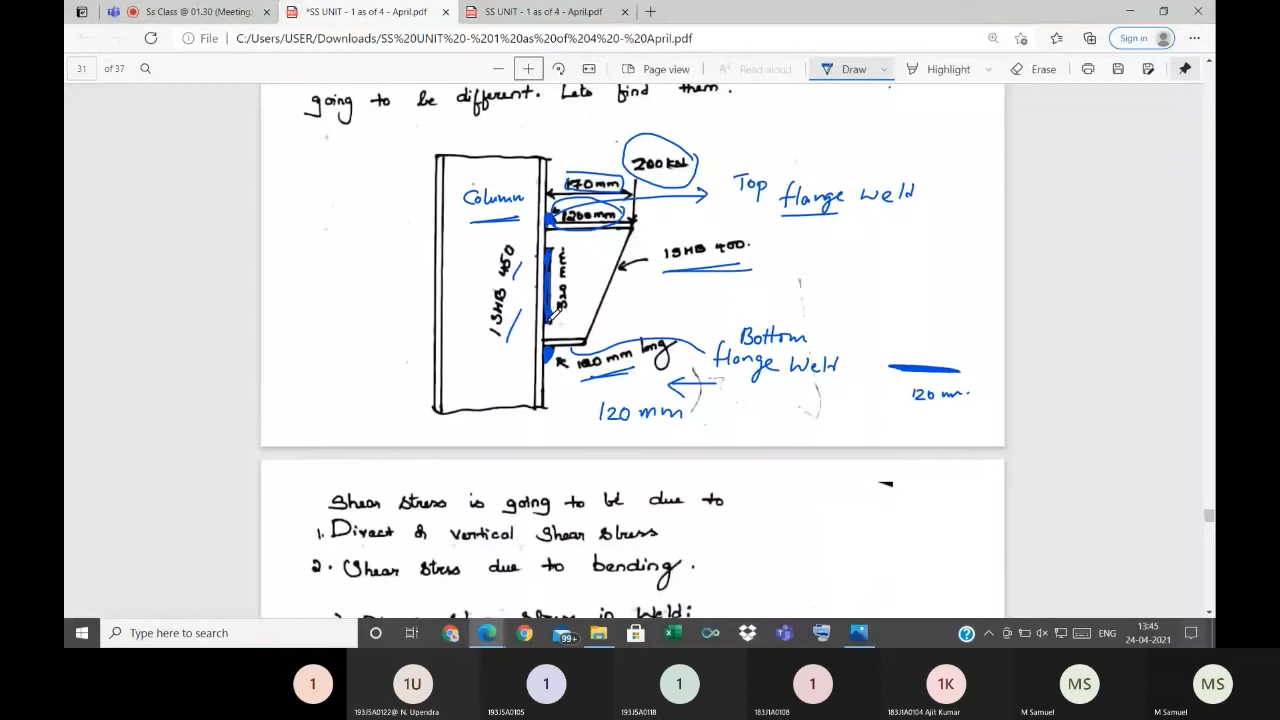 Ss Class @ 01.30 (Meeting)
*SS UNIT - 1 as of 4 - April.pdf
SS UNIT - 1 as of 4 - April.pdf
File
C:/Users/USER/Downloads/SS%20UNIT%20-%201%20as%20of%204%20-%20April.pdf
Sign in
31 of 37
Page view
Read aloud
Draw
Highlight
Erase
going to be different. Lets find them.
200 kN
170 mm
Top flange weld
Column
1200 mm
ISHB 400.
ISHB 450
320 mm
Bottom
flange weld
120 mm long
120 mm
120 mm.
Shear stress is going to be due to
1. Direct & vertical shear stress
2. Shear stress due to bending.
Type here to search
99+
ENG
13:45
24-04-2021
1
1U
1
1
1
1K
MS
MS
193J5A0122@ N. Upendra
193J5A0105
193J5A0118
183J1A0108
183J1A0104 Ajit Kumar
M Samuel
M Samuel